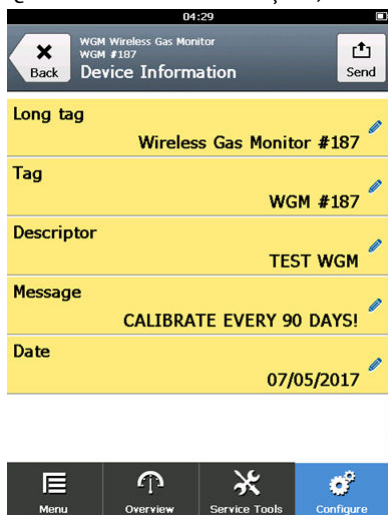 04:29
WGM Wireless Gas Monitor
WGM #187
Device Information
Back
Send
Long tag
Wireless Gas Monitor #187
Tag
WGM #187
Descriptor
TEST WGM
Message
CALIBRATE EVERY 90 DAYS!
Date
07/05/2017
Menu
Overview
Service Tools
Configure